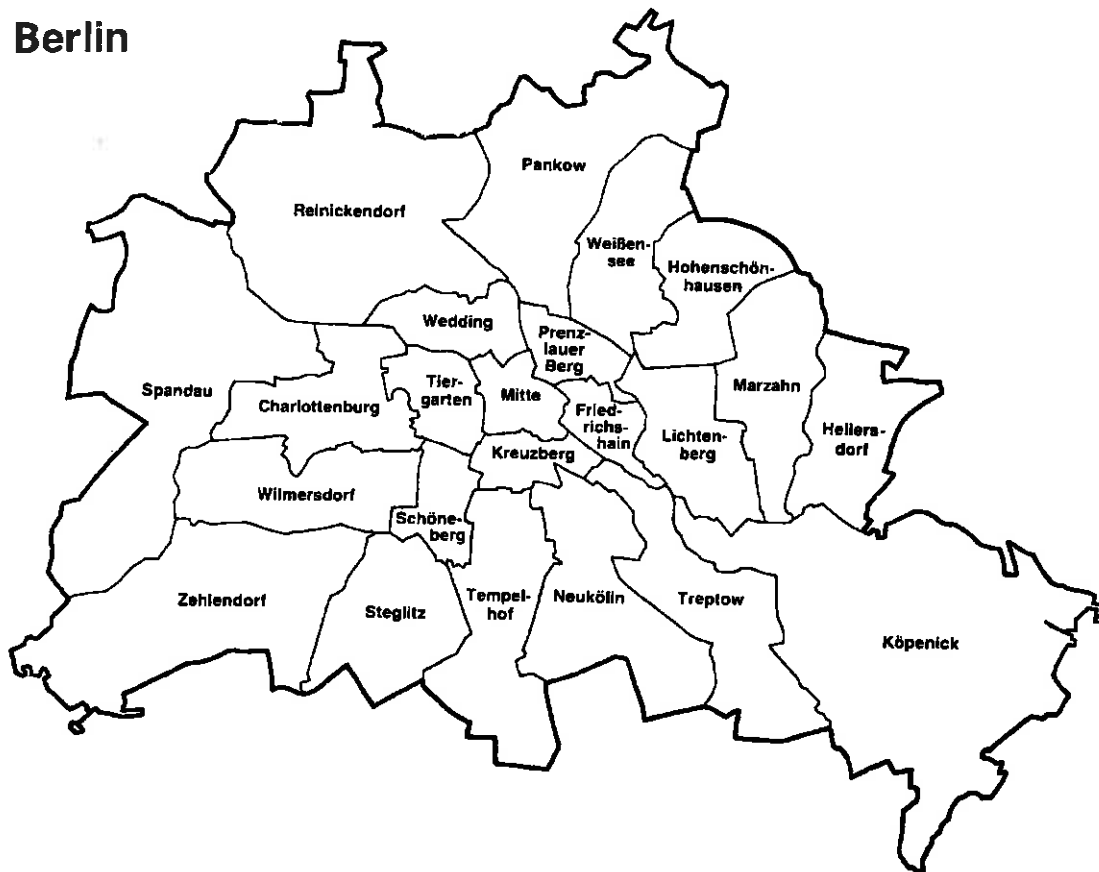 Berlin
Pankow
Reinickendorf
Weißen-
see
Hohenschön-
hausen
Wedding
Prenz-
lauer
Berg
Spandau
Charlottenburg
Tier-
garten
Mitte
Marzahn
Fried-
richs-
hain
Lichten-
berg
Hellers-
dorf
Kreuzberg
Wilmersdorf
Schöne-
berg
Zehlendorf
Steglitz
Tempel-
hof
Neukölln
Treptow
Köpenick